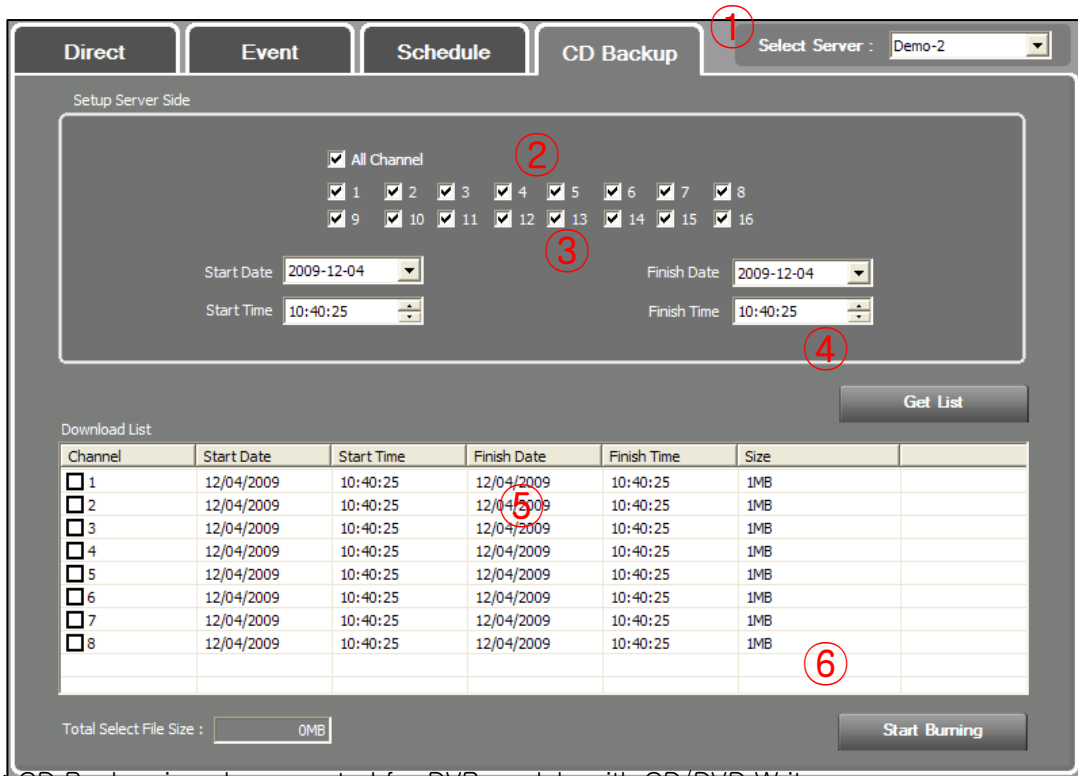 Direct Event Schedule CD Backup ① Select Server : Demo-2
Setup Server Side
All Channel ②
1 2 3 4 5 6 7 8
9 10 11 12 13 14 15 16
③
Start Date 2009-12-04 Finish Date 2009-12-04
Start Time 10:40:25 Finish Time 10:40:25
④
Get List
Download List
Channel Start Date Start Time Finish Date Finish Time Size
1 12/04/2009 10:40:25 12/04/2009 10:40:25 1MB
2 12/04/2009 10:40:25 12/04/2009 10:40:25 1MB
⑤
3 12/04/2009 10:40:25 12/04/2009 10:40:25 1MB
4 12/04/2009 10:40:25 12/04/2009 10:40:25 1MB
5 12/04/2009 10:40:25 12/04/2009 10:40:25 1MB
6 12/04/2009 10:40:25 12/04/2009 10:40:25 1MB
7 12/04/2009 10:40:25 12/04/2009 10:40:25 1MB
8 12/04/2009 10:40:25 12/04/2009 10:40:25 1MB
⑥
Total Select File Size : 0MB Start Burning